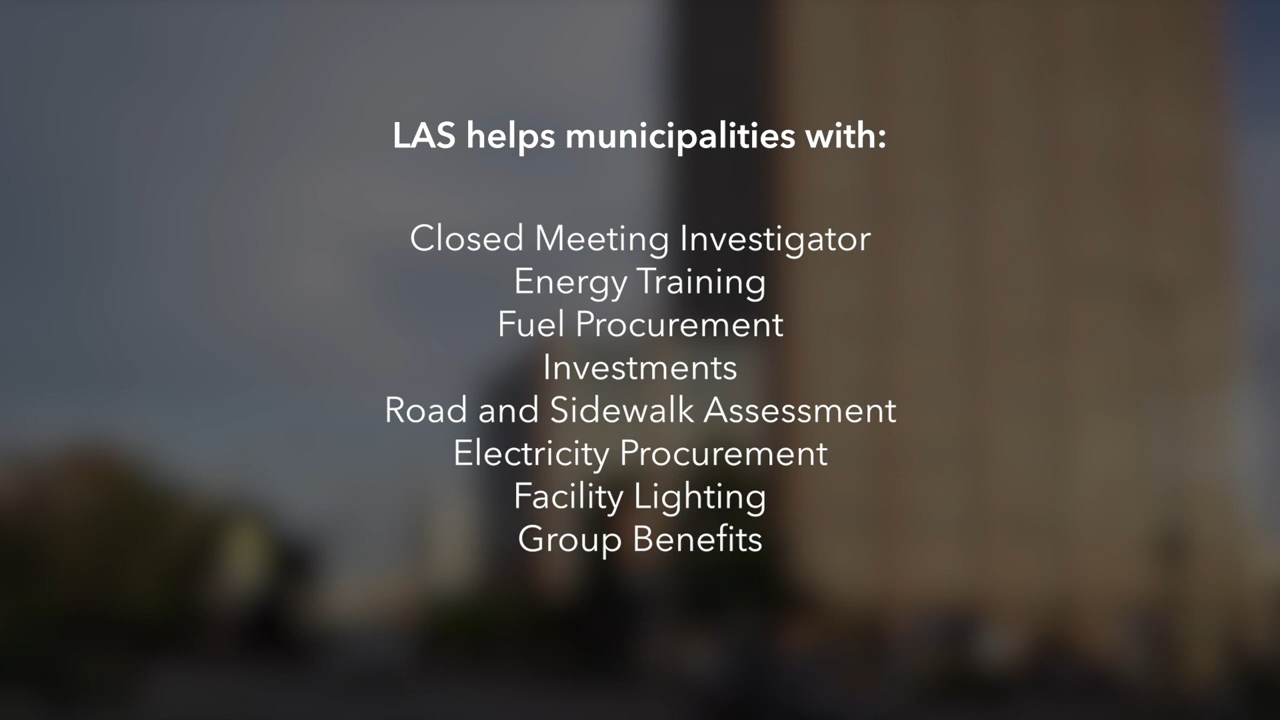 LAS helps municipalities with:
Closed Meeting Investigator
Energy Training
Fuel Procurement
Investments
Road and Sidewalk Assessment
Electricity Procurement
Facility Lighting
Group Benefits